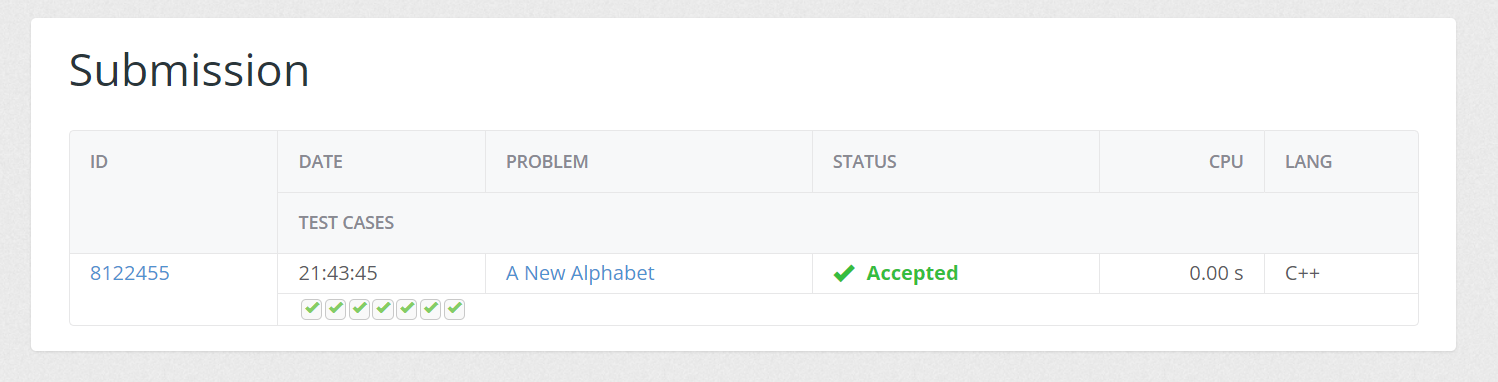 Submission
ID DATE PROBLEM STATUS CPU LANG
TEST CASES
8122455 21:43:45 A New Alphabet Accepted 0.00 s C++